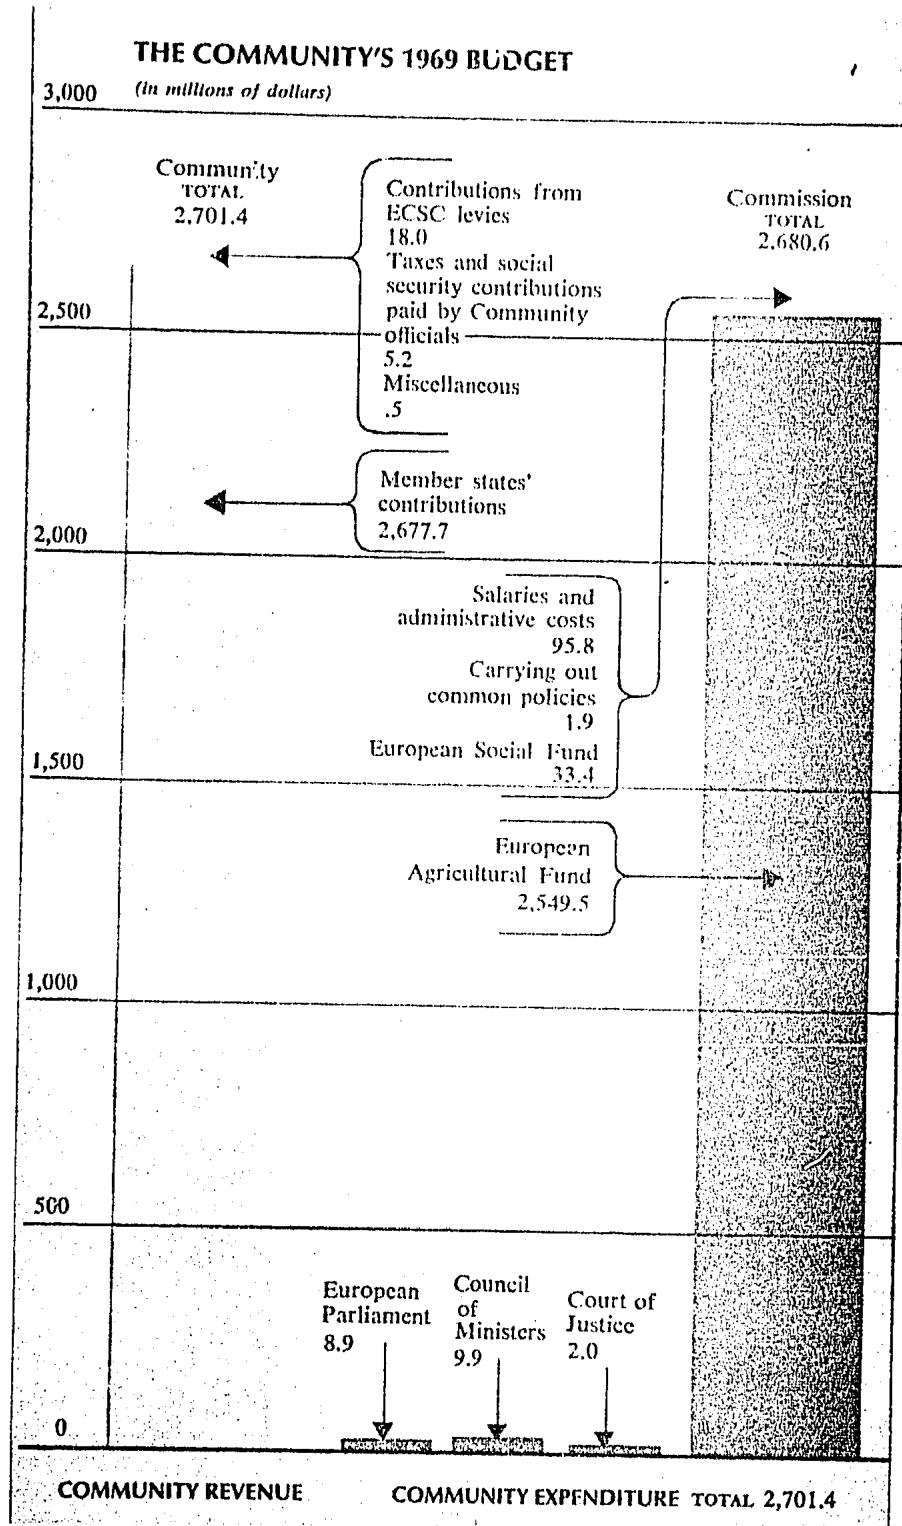 THE COMMUNITY'S 1969 BUDGET
(in millions of dollars)
3,000
Community
TOTAL
2,701.4
Contributions from
ECSC levies
18.0
Taxes and social
security contributions
paid by Community
officials
5.2
Miscellaneous
.5
Commission
TOTAL
2,680.6
2,500
Member states'
contributions
2,677.7
2,000
Salaries and
administrative costs
95.8
Carrying out
common policies
1.9
European Social Fund
33.4
1,500
European
Agricultural Fund
2,549.5
1,000
500
European
Parliament
8.9
Council
of
Ministers
9.9
Court of
Justice
2.0
0
COMMUNITY REVENUE
COMMUNITY EXPENDITURE TOTAL 2,701.4